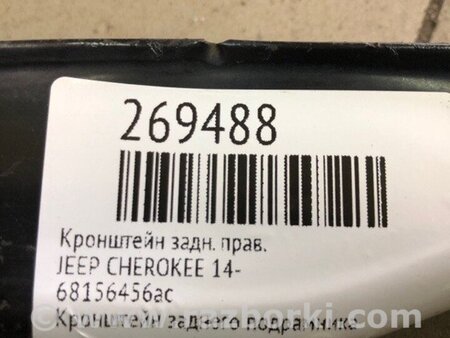 269488
Кронштейн задн. прав.
JEEP CHEROKEE 14-
68156456ac
Кронштейн заднего подрамника